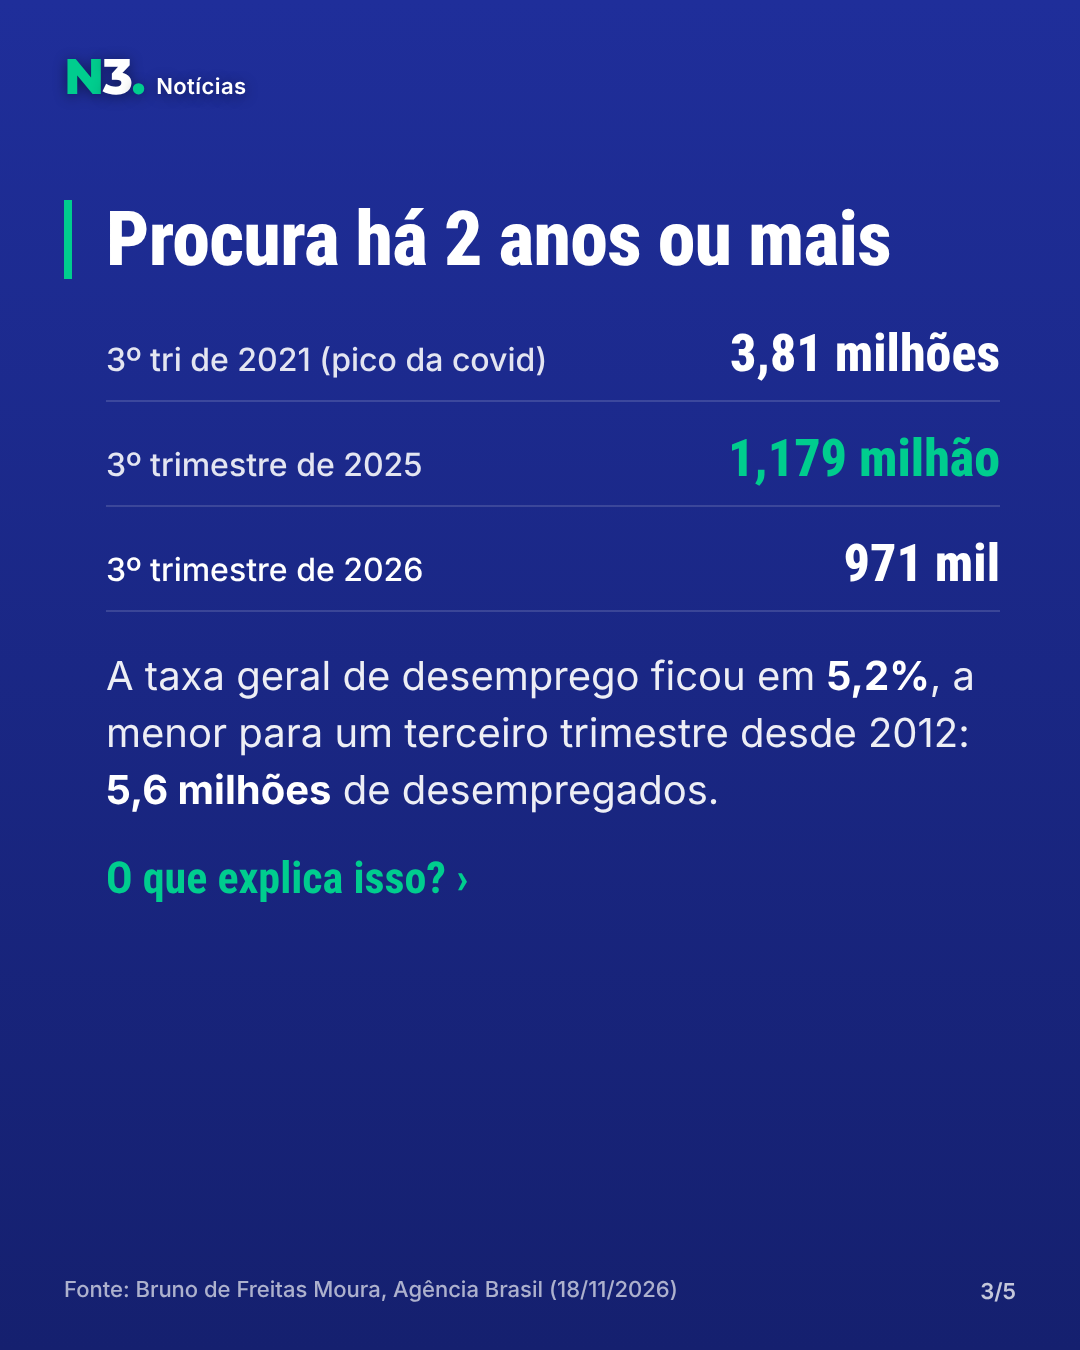 N3. Notícias
Procura há 2 anos ou mais
3º tri de 2021 (pico da covid) 3,81 milhões
3º trimestre de 2025 1,179 milhão
3º trimestre de 2026 971 mil
A taxa geral de desemprego ficou em 5,2%, a
menor para um terceiro trimestre desde 2012:
5,6 milhões de desempregados.
O que explica isso? ›
Fonte: Bruno de Freitas Moura, Agência Brasil (18/11/2026) 3/5